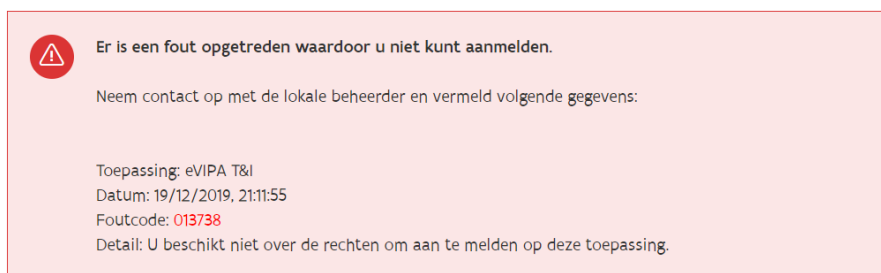 Er is een fout opgetreden waardoor u niet kunt aanmelden.
Neem contact op met de lokale beheerder en vermeld volgende gegevens:
Toepassing: eVIPA T&I
Datum: 19/12/2019, 21:11:55
Foutcode: 013738
Detail: U beschikt niet over de rechten om aan te melden op deze toepassing.